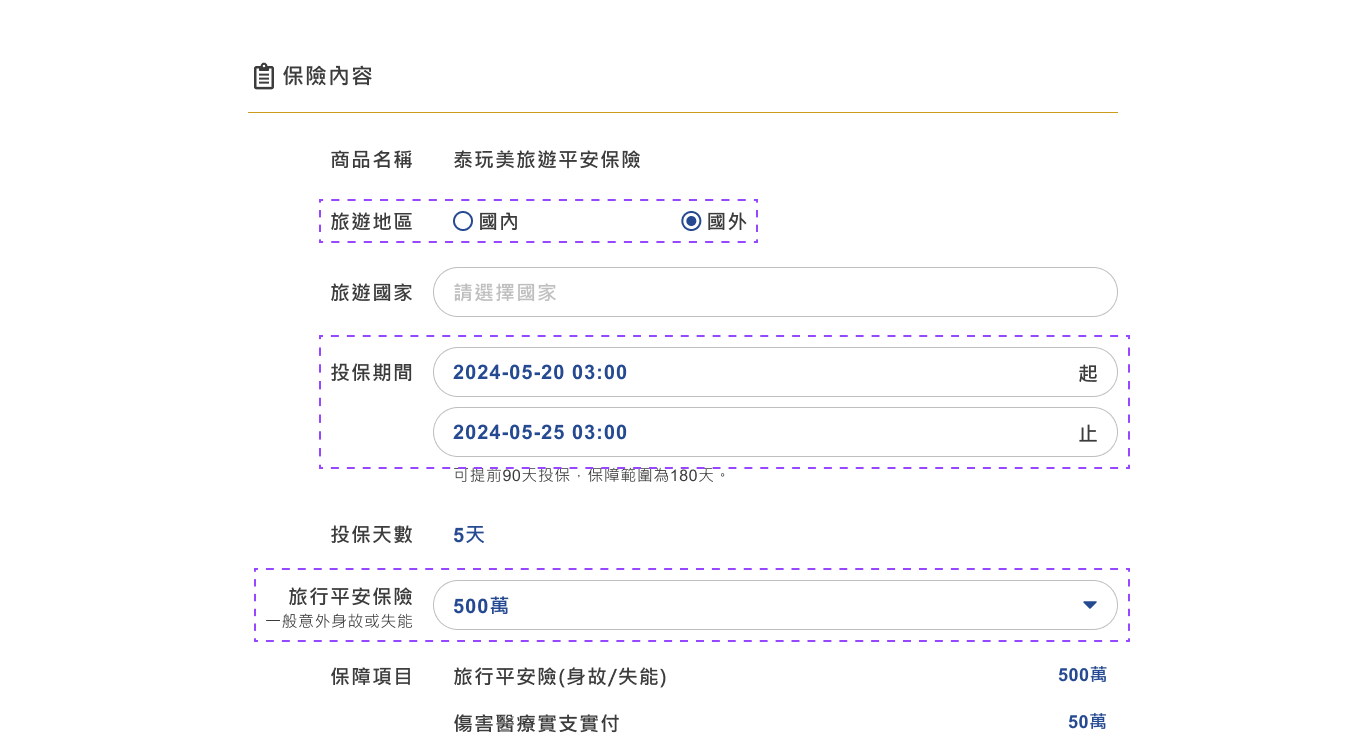 保險內容
商品名稱 泰玩美旅遊平安保險
旅遊地區 國內 國外
旅遊國家 請選擇國家
投保期間 2024-05-20 03:00 起
2024-05-25 03:00 止
可提前90天投保，保障範圍為180天。
投保天數 5天
旅行平安保險 500萬
一般意外身故或失能
保障項目 旅行平安險(身故/失能) 500萬
傷害醫療實支實付 50萬